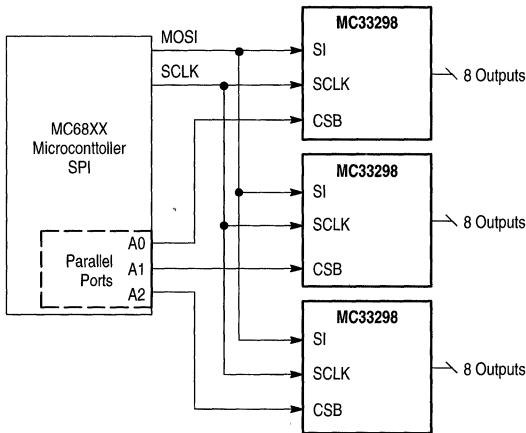 MOSI
SCLK
MC68XX
Microconttoller
SPI
Parallel
Ports
A0
A1
A2
MC33298
SI
SCLK
CSB
8 Outputs
MC33298
SI
SCLK
CSB
8 Outputs
MC33298
SI
SCLK
CSB
8 Outputs